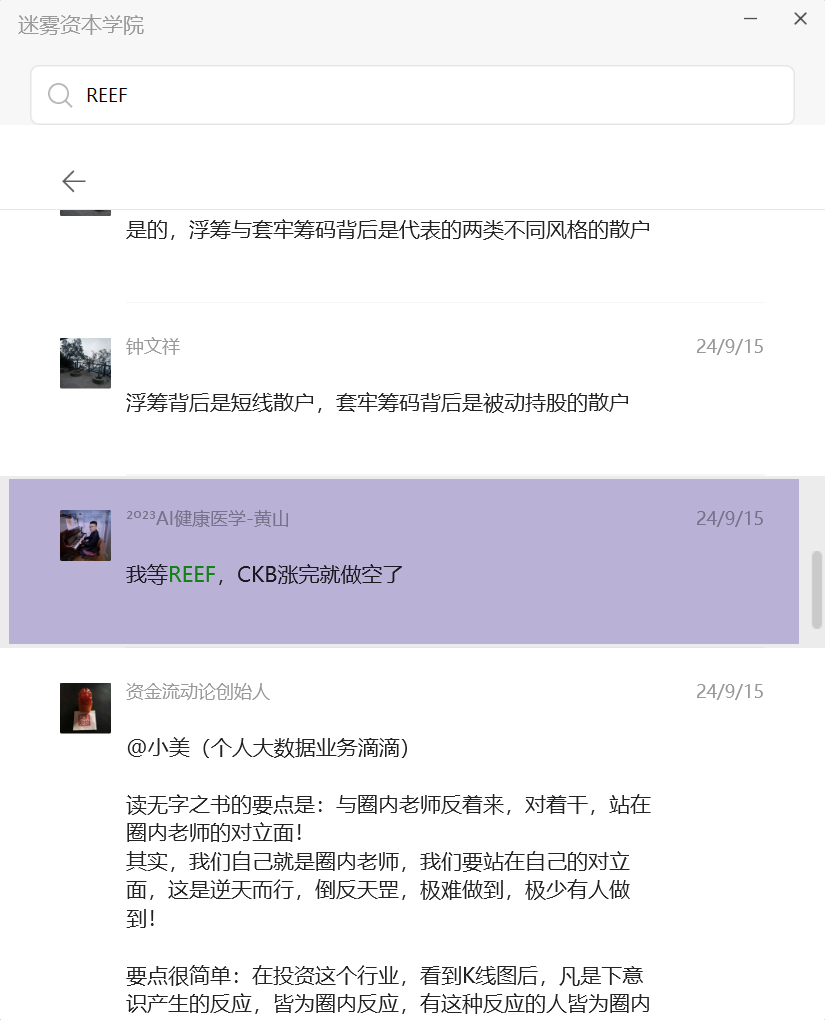 迷雾资本学院
REEF
是的，浮筹与套牢筹码背后是代表的两类不同风格的散户
钟文祥
24/9/15
浮筹背后是短线散户，套牢筹码背后是被动持股的散户
²⁰²³AI健康医学-黄山
24/9/15
我等REEF，CKB涨完就做空了
资金流动论创始人
24/9/15
@小美（个人大数据业务滴滴）
读无字之书的要点是：与圈内老师反着来，对着干，站在
圈内老师的对立面！
其实，我们自己就是圈内老师，我们要站在自己的对立
面，这是逆天而行，倒反天罡，极难做到，极少有人做
到！
要点很简单：在投资这个行业，看到K线图后，凡是下意
识产生的反应，皆为圈内反应，有这种反应的人皆为圈内